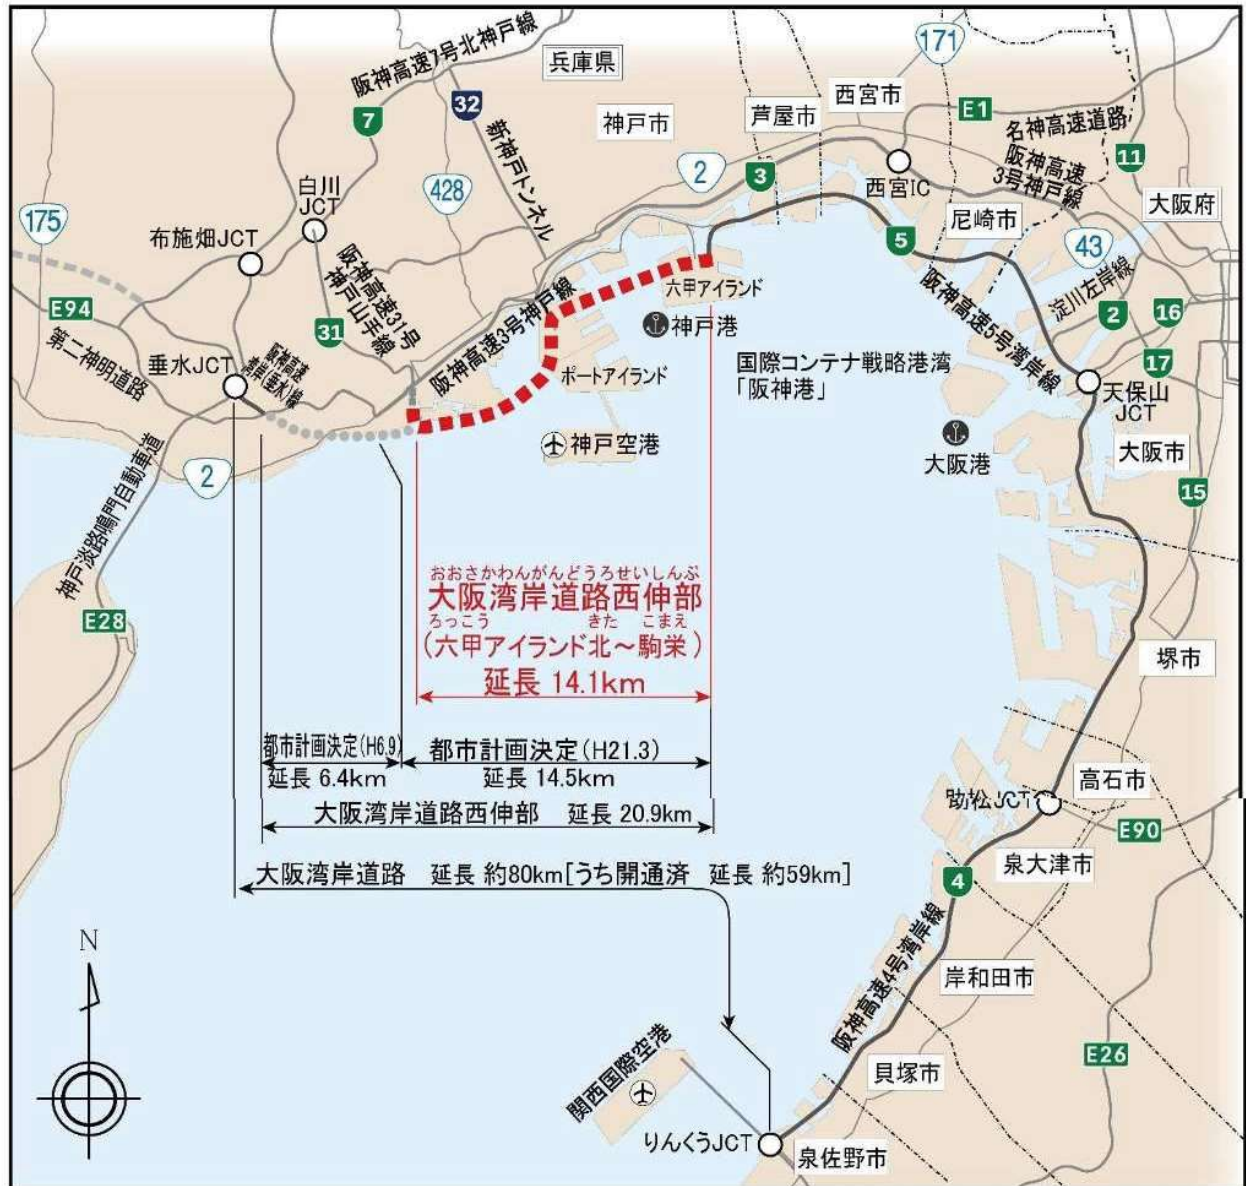 阪神高速7号北神戸線
兵庫県
171
西宮市
芦屋市
神戸市
32
7
E1
名神高速道路
11
阪神高速
3号神戸線
新神戸トンネル
2
3
西宮IC
大阪府
白川
JCT
428
175
布施畑JCT
尼崎市
43
5
六甲アイランド
淀川左岸線
阪神高速5号湾岸線
2
16
17
神戸港
E94
第二神明道路
31
阪神高速31号
神戸山手線
阪神高速3号神戸線
垂水JCT
阪神高速
湾岸(垂水)線
ポートアイランド
国際コンテナ戦略港湾
「阪神港」
天保山
JCT
神戸空港
大阪港
大阪市
2
15
神戸淡路鳴門自動車道
E28
おおさかわんがんどうろせいしんぶ
大阪湾岸道路西伸部
ろっこう きた こまえ
(六甲アイランド北～駒栄)
延長 14.1km
堺市
都市計画決定(H6.9)
延長 6.4km
都市計画決定(H21.3)
延長 14.5km
大阪湾岸道路西伸部 延長 20.9km
高石市
助松JCT
E90
泉大津市
大阪湾岸道路 延長 約80km[うち開通済 延長 約59km]
4
N
阪神高速4号湾岸線
岸和田市
E26
関西国際空港
貝塚市
りんくうJCT
泉佐野市